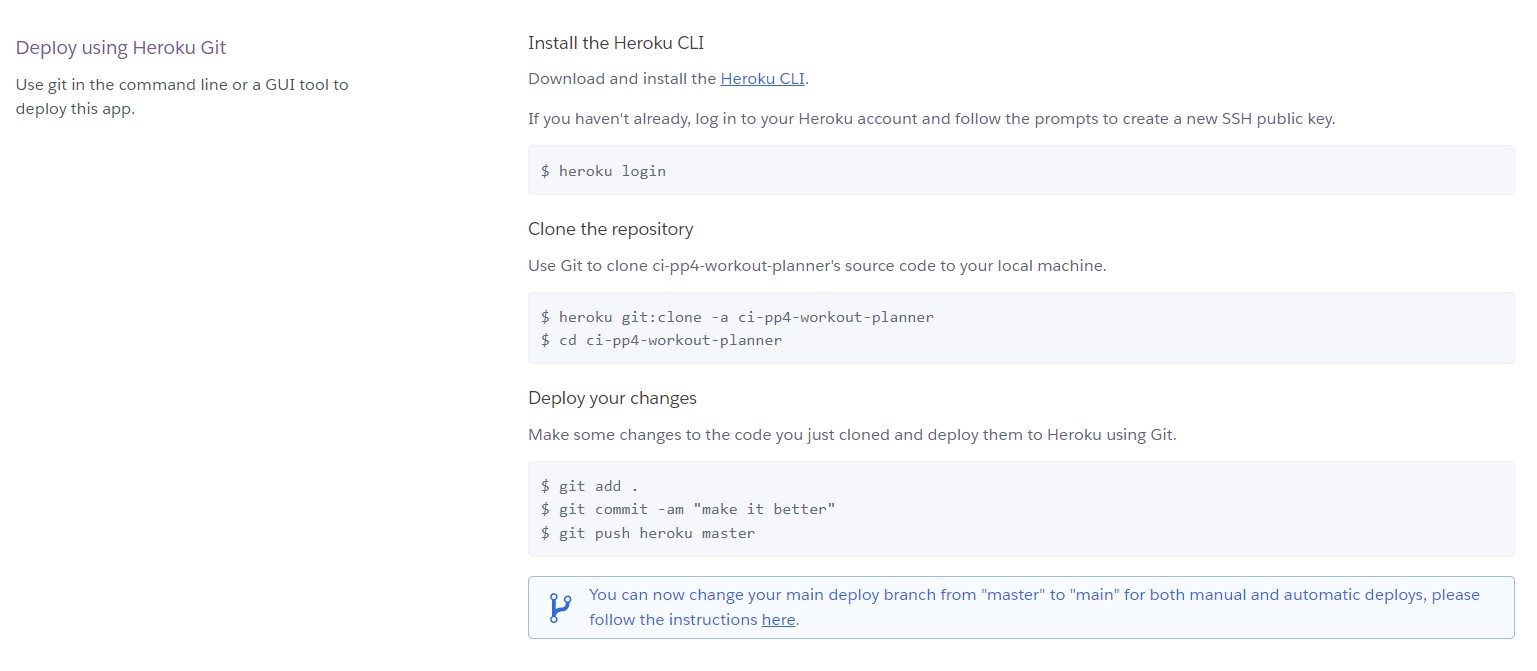 Deploy using Heroku Git
Use git in the command line or a GUI tool to
deploy this app.
Install the Heroku CLI
Download and install the Heroku CLI.
If you haven't already, log in to your Heroku account and follow the prompts to create a new SSH public key.
$ heroku login
Clone the repository
Use Git to clone ci-pp4-workout-planner's source code to your local machine.
$ heroku git:clone -a ci-pp4-workout-planner
$ cd ci-pp4-workout-planner
Deploy your changes
Make some changes to the code you just cloned and deploy them to Heroku using Git.
$ git add .
$ git commit -am "make it better"
$ git push heroku master
You can now change your main deploy branch from "master" to "main" for both manual and automatic deploys, please
follow the instructions here.